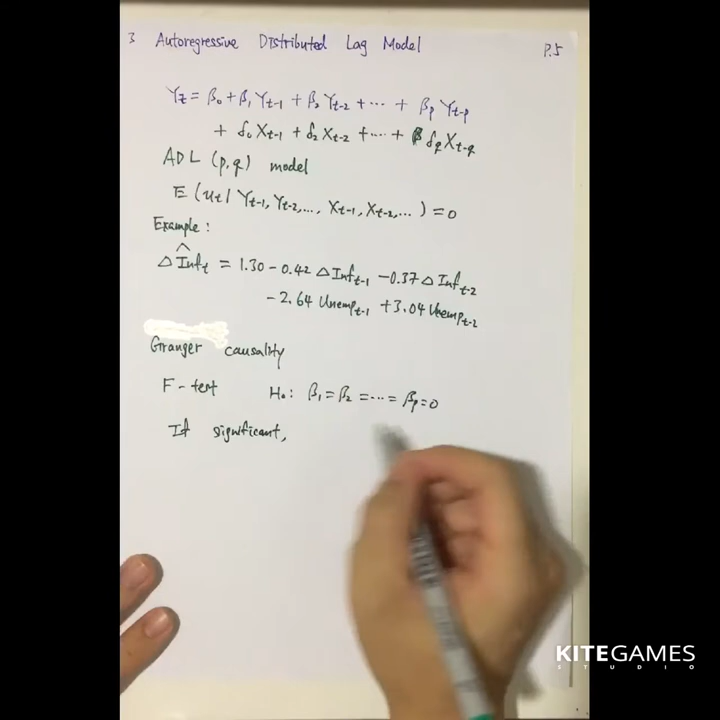 3 Autoregressive Distributed Lag Model P.5
Yt = β0 + β1 Yt-1 + β2 Yt-2 + ... + βp Yt-p
+ δ0 Xt-1 + δ2 Xt-2 + ... + δq Xt-q
ADL (p,q) model
E (ut | Yt-1, Yt-2, ..., Xt-1, Xt-2, ...) = 0
Example:
Δ Înft = 1.30 - 0.42 Δ Inft-1 - 0.37 Δ Inft-2
- 2.64 Unempt-1 + 3.04 Unempt-2
Granger causality
F-test H0: β1 = β2 = ... = βp = 0
If significant,
KITEGAMES
STUDIO